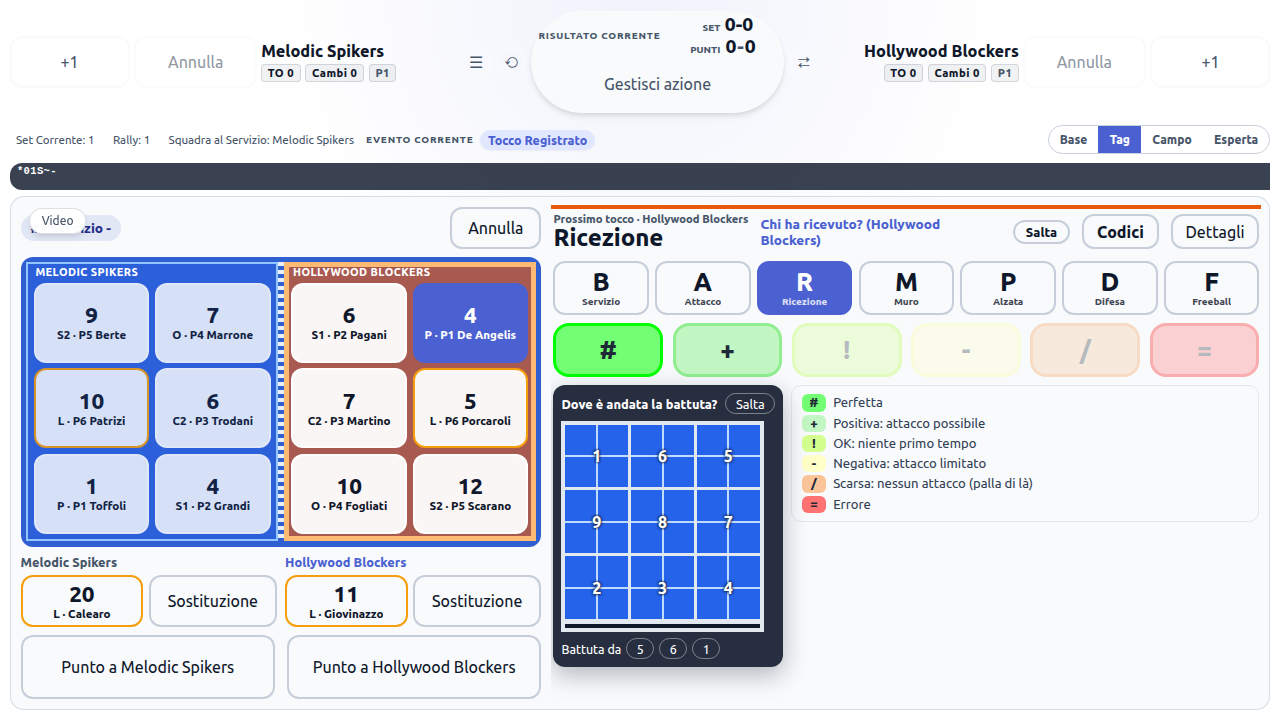 +1
Annulla
Melodic Spikers
TO 0 Cambi 0 P1
☰
RISULTATO CORRENTE
SET 0-0
PUNTI 0-0
Gestisci azione
⇄
Hollywood Blockers
TO 0 Cambi 0 P1
Annulla
+1
Set Corrente: 1 Rally: 1 Squadra al Servizio: Melodic Spikers EVENTO CORRENTE Tocco Registrato
Base Tag Campo Esperta
*01S~-
Video
Annulla
MELODIC SPIKERS
9
S2 · P5 Berte
7
O · P4 Marrone
10
L · P6 Patrizi
6
C2 · P3 Trodani
1
P · P1 Toffoli
4
S1 · P2 Grandi
HOLLYWOOD BLOCKERS
6
S1 · P2 Pagani
4
P · P1 De Angelis
7
C2 · P3 Martino
5
L · P6 Porcaroli
10
O · P4 Fogliati
12
S2 · P5 Scarano
Melodic Spikers
20
L · Calearo
Sostituzione
Hollywood Blockers
11
L · Giovinazzo
Sostituzione
Punto a Melodic Spikers
Punto a Hollywood Blockers
Prossimo tocco · Hollywood Blockers
Ricezione
Chi ha ricevuto? (Hollywood
Blockers)
Salta
Codici
Dettagli
B
Servizio
A
Attacco
R
Ricezione
M
Muro
P
Alzata
D
Difesa
F
Freeball
# + ! - / =
Dove è andata la battuta? Salta
1 6 5
9 8 7
2 3 4
Battuta da 5 6 1
# Perfetta
+ Positiva: attacco possibile
! OK: niente primo tempo
- Negativa: attacco limitato
/ Scarsa: nessun attacco (palla di là)
= Errore